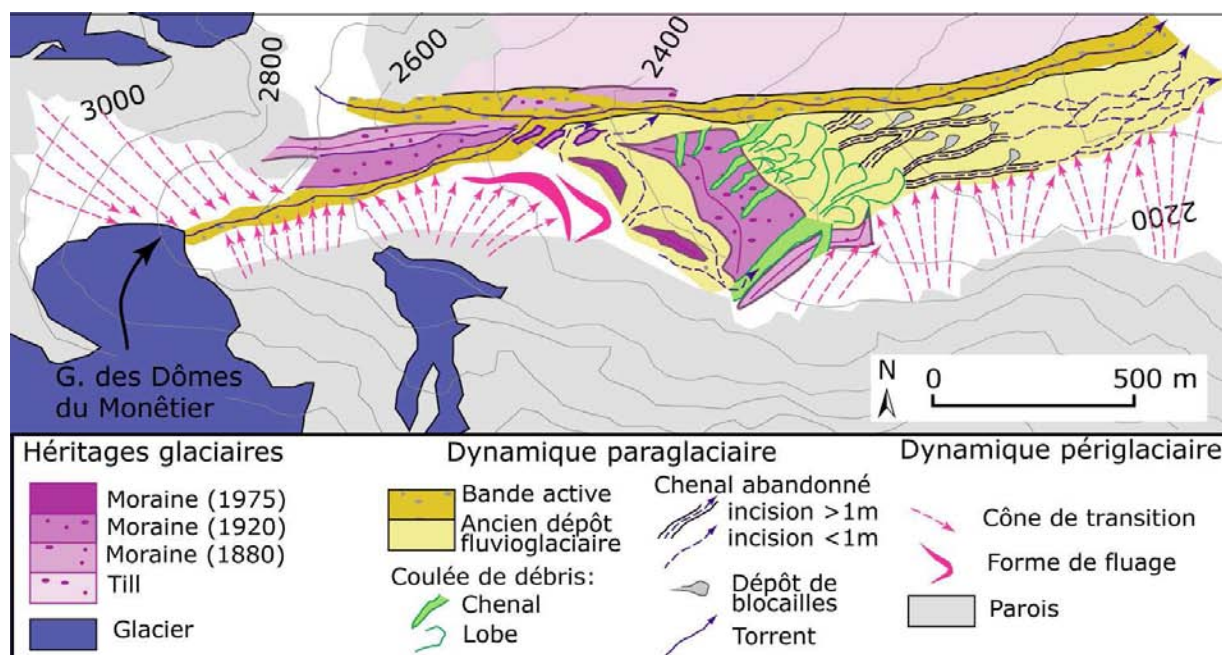 3000
2800
2600
2400
2200
G. des Dômes
du Monêtier
N
0 500 m
Héritages glaciaires
Moraine (1975)
Moraine (1920)
Moraine (1880)
Till
Glacier
Dynamique paraglaciaire
Bande active
Ancien dépôt
fluvioglaciaire
Coulée de débris:
Chenal
Lobe
Chenal abandonné
incision >1m
incision <1m
Dépôt de
blocailles
Torrent
Dynamique périglaciaire
Cône de transition
Forme de fluage
Parois